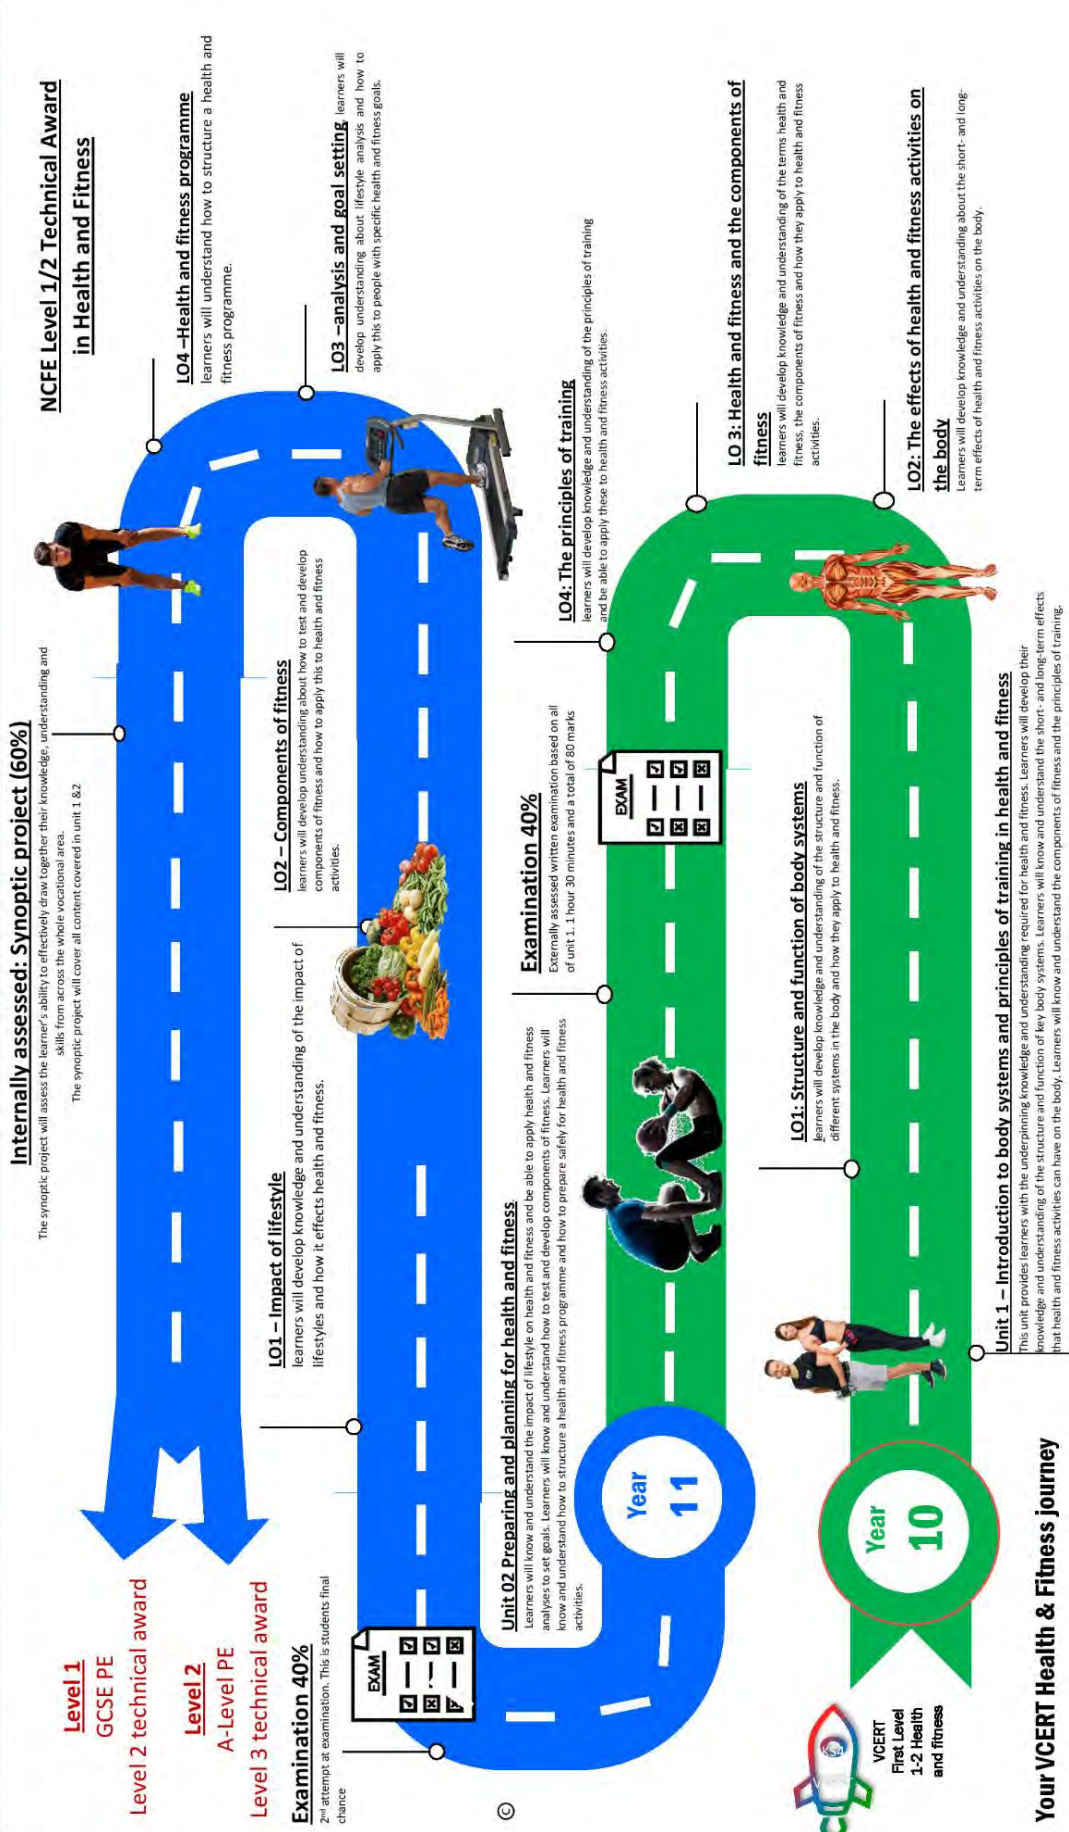 NCFE Level 1/2 Technical Award
in Health and Fitness
Internally assessed: Synoptic project (60%)
The synoptic project will assess the learner's ability to effectively draw together their knowledge, understanding and
skills from across the whole vocational area.
The synoptic project will cover all content covered in unit 1 &2
LO4 –Health and fitness programme
learners will understand how to structure a health and
fitness programme.
LO3 –analysis and goal setting learners will
develop understanding about lifestyle analysis and how to
apply this to people with specific health and fitness goals.
Level 1
GCSE PE
Level 2 technical award
Level 2
A-Level PE
Level 3 technical award
LO1 – Impact of lifestyle
learners will develop knowledge and understanding of the impact of
lifestyles and how it effects health and fitness.
LO2 – Components of fitness
learners will develop understanding about how to test and develop
components of fitness and how to apply this to health and fitness
activities.
Examination 40%
2nd attempt at examination. This is students final
chance
EXAM
Unit 02 Preparing and planning for health and fitness
Learners will know and understand the impact of lifestyle on health and fitness and be able to apply health and fitness
analyses to set goals. Learners will know and understand how to test and develop components of fitness. Learners will
know and understand how to structure a health and fitness programme and how to prepare safely for health and fitness
activities.
Examination 40%
Externally assessed written examination based on all
of unit 1. 1 hour 30 minutes and a total of 80 marks
LO4: The principles of training
learners will develop knowledge and understanding of the principles of training
and be able to apply these to health and fitness activities.
©
Year
11
EXAM
LO 3: Health and fitness and the components of
fitness
learners will develop knowledge and understanding of the terms health and
fitness, the components of fitness and how they apply to health and fitness
activities.
LO1: Structure and function of body systems
learners will develop knowledge and understanding of the structure and function of
different systems in the body and how they apply to health and fitness.
LO2: The effects of health and fitness activities on
the body
Learners will develop knowledge and understanding about the short- and long-
term effects of health and fitness activities on the body.
KS4
VCERT
VCERT
First Level
1-2 Health
and fitness
Year
10
Unit 1 – Introduction to body systems and principles of training in health and fitness
This unit provides learners with the underpinning knowledge and understanding required for health and fitness. Learners will develop their
knowledge and understanding of the structure and function of key body systems. Learners will know and understand the short- and long-term effects
that health and fitness activities can have on the body. Learners will know and understand the components of fitness and the principles of training.
Your VCERT Health & Fitness journey